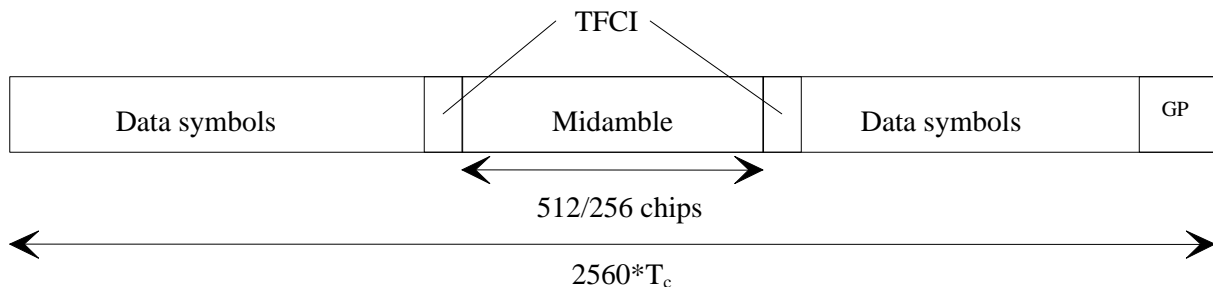 TFCI
Data symbols
Midamble
Data symbols
GP
512/256 chips
2560*Tc